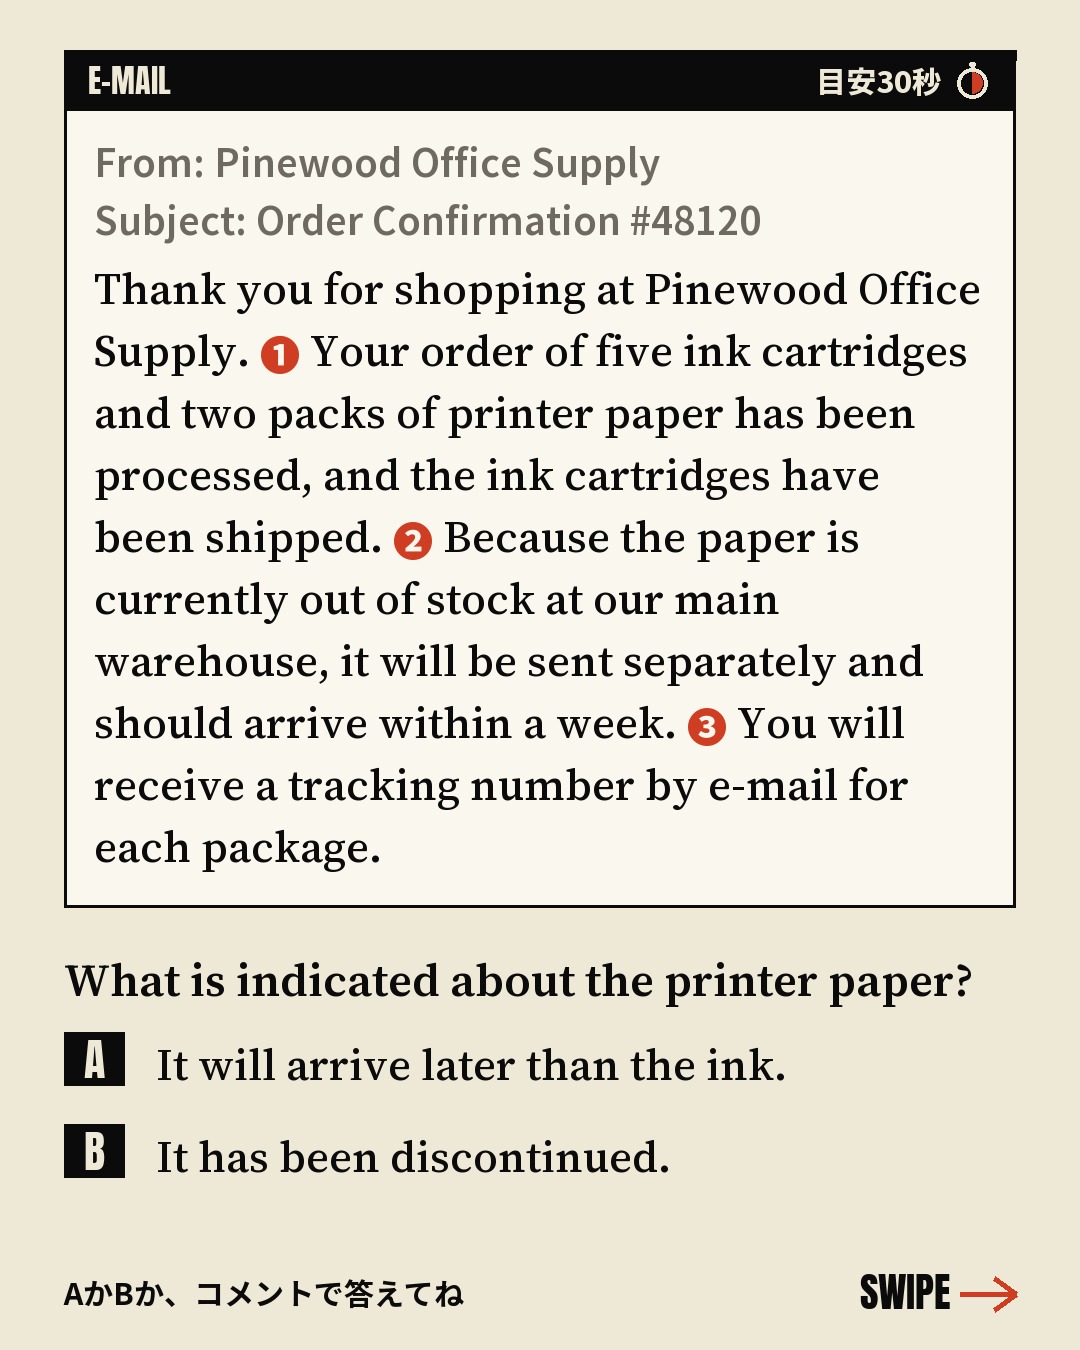 E-MAIL
目安30秒
From: Pinewood Office Supply
Subject: Order Confirmation #48120
Thank you for shopping at Pinewood Office
Supply. 1 Your order of five ink cartridges
and two packs of printer paper has been
processed, and the ink cartridges have
been shipped. 2 Because the paper is
currently out of stock at our main
warehouse, it will be sent separately and
should arrive within a week. 3 You will
receive a tracking number by e-mail for
each package.
What is indicated about the printer paper?
A It will arrive later than the ink.
B It has been discontinued.
AかBか、コメントで答えてね
SWIPE